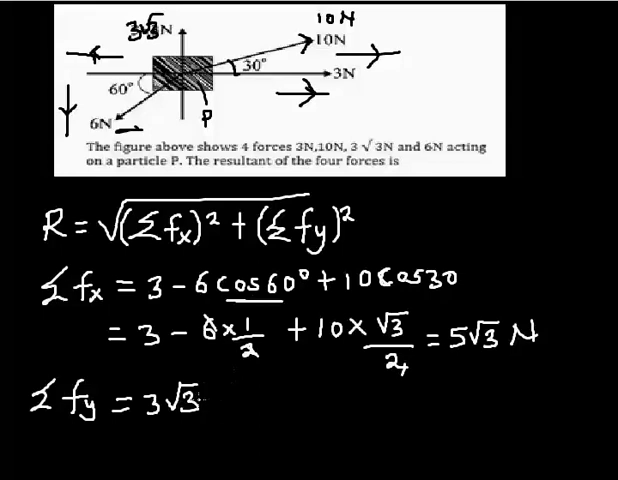 3√3N
10N
10N
30°
3N
60°
6N
P
The figure above shows 4 forces 3N,10N, 3 √ 3N and 6N acting
on a particle P. The resultant of the four forces is
R = √(Σfx)² + (Σfy)²
Σfx = 3 - 6cos60° + 10cos30
= 3 - 6 × 1/2 + 10 × √3/2 = 5√3 N
Σfy = 3√3